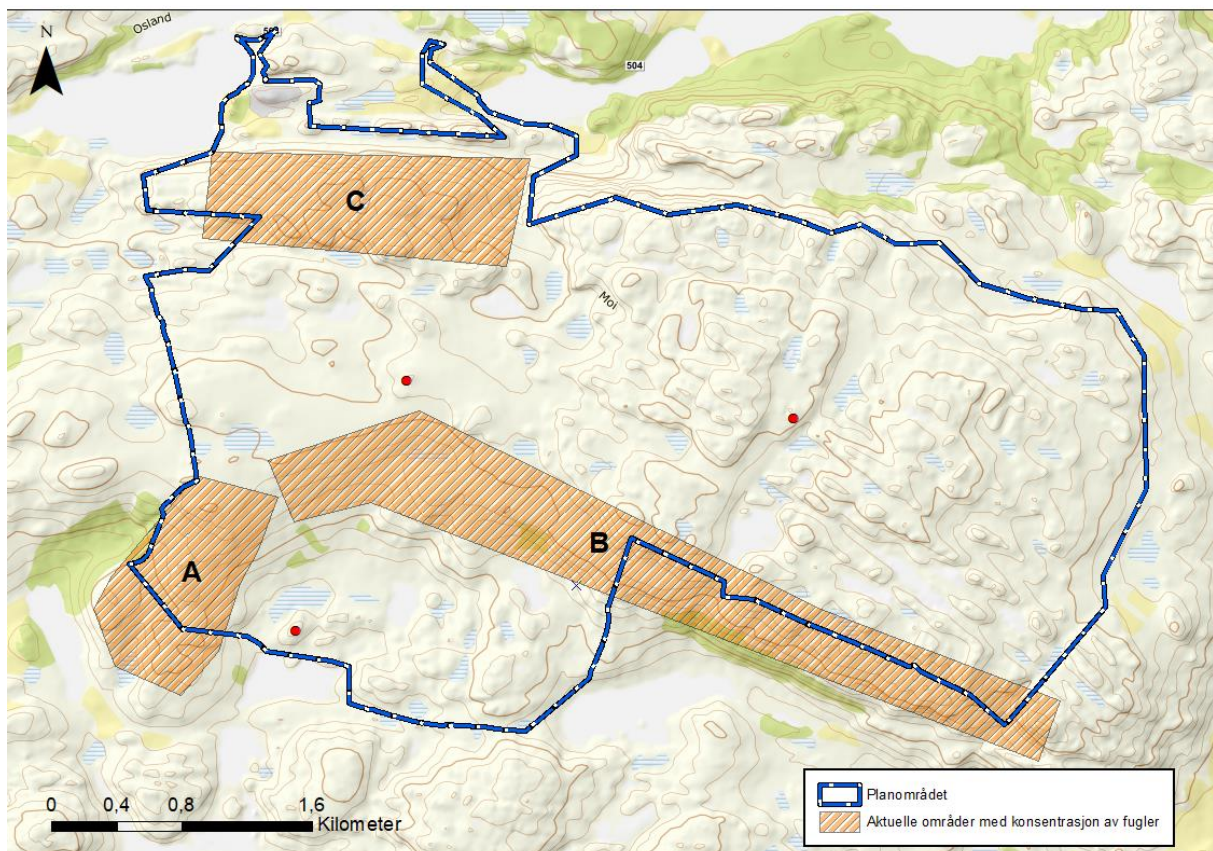 N
Osland
504
C
Moi
B
A
0 0,4 0,8 1,6
Kilometer
Planområdet
Aktuelle områder med konsentrasjon av fugler